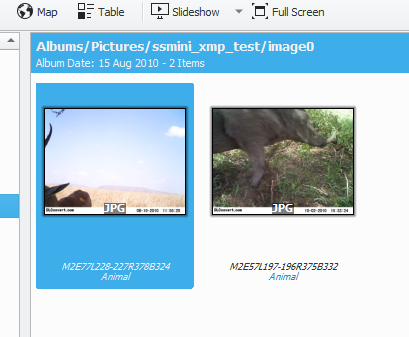 Map Table Slideshow Full Screen
Albums/Pictures/ssmini_xmp_test/image0
Album Date: 15 Aug 2010 - 2 Items
JPG JPG
M2E77L228-227R378B324 M2E57L197-196R375B332
Animal Animal